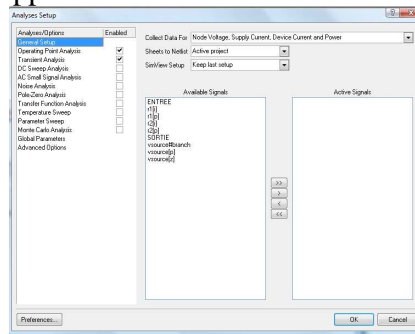 Analyses Setup
Analyses/Options Enabled
General Setup
Operating Point Analysis
Transient Analysis
DC Sweep Analysis
AC Small Signal Analysis
Noise Analysis
Pole-Zero Analysis
Transfer Function Analysis
Temperature Sweep
Parameter Sweep
Monte Carlo Analysis
Global Parameters
Advanced Options
Collect Data For Node Voltage, Supply Current, Device Current and Power
Sheets to Netlist Active project
SimView Setup Keep last setup
Available Signals
ENTREE
r1[i]
r1[p]
r2[i]
r2[p]
SORTIE
vsource#branch
vsource[p]
vsource[z]
Active Signals
>>
>
<
<<
Preferences...
OK Cancel